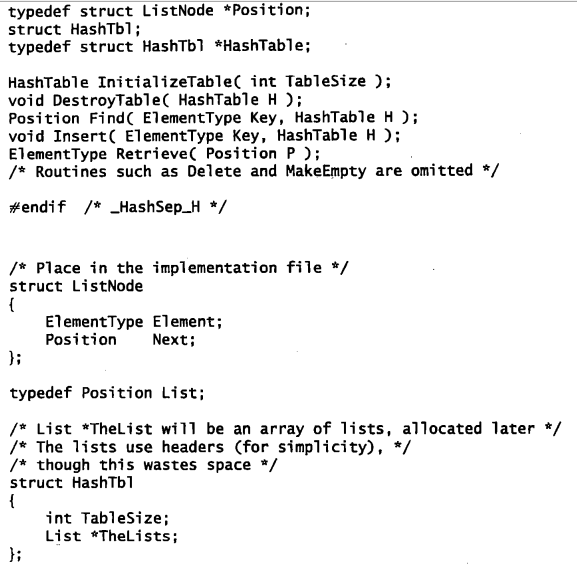 typedef struct ListNode *Position;
struct HashTbl;
typedef struct HashTbl *HashTable;

HashTable InitializeTable( int TableSize );
void DestroyTable( HashTable H );
Position Find( ElementType Key, HashTable H );
void Insert( ElementType Key, HashTable H );
ElementType Retrieve( Position P );
/* Routines such as Delete and MakeEmpty are omitted */

#endif  /* _HashSep_H */

/* Place in the implementation file */
struct ListNode
{
    ElementType Element;
    Position    Next;
};

typedef Position List;

/* List *TheList will be an array of lists, allocated later */
/* The lists use headers (for simplicity), */
/* though this wastes space */
struct HashTbl
{
    int TableSize;
    List *TheLists;
};